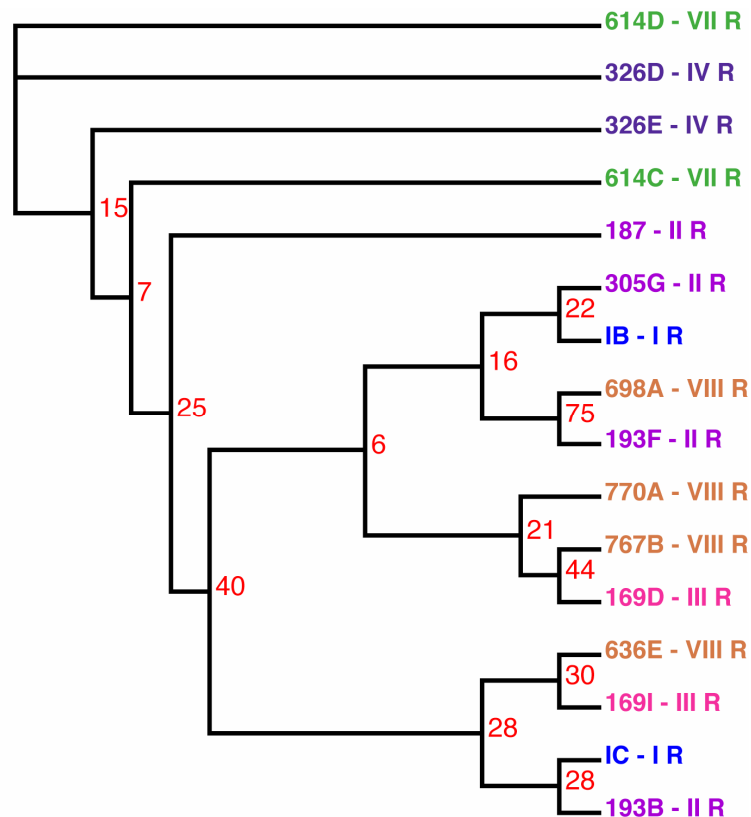 614D - VII R
326D - IV R
326E - IV R
614C - VII R
15
187 - II R
7
305G - II R
22
IB - I R
16
698A - VIII R
75
25
193F - II R
6
770A - VIII R
21
767B - VIII R
44
40
169D - III R
636E - VIII R
30
169I - III R
28
IC - I R
28
193B - II R